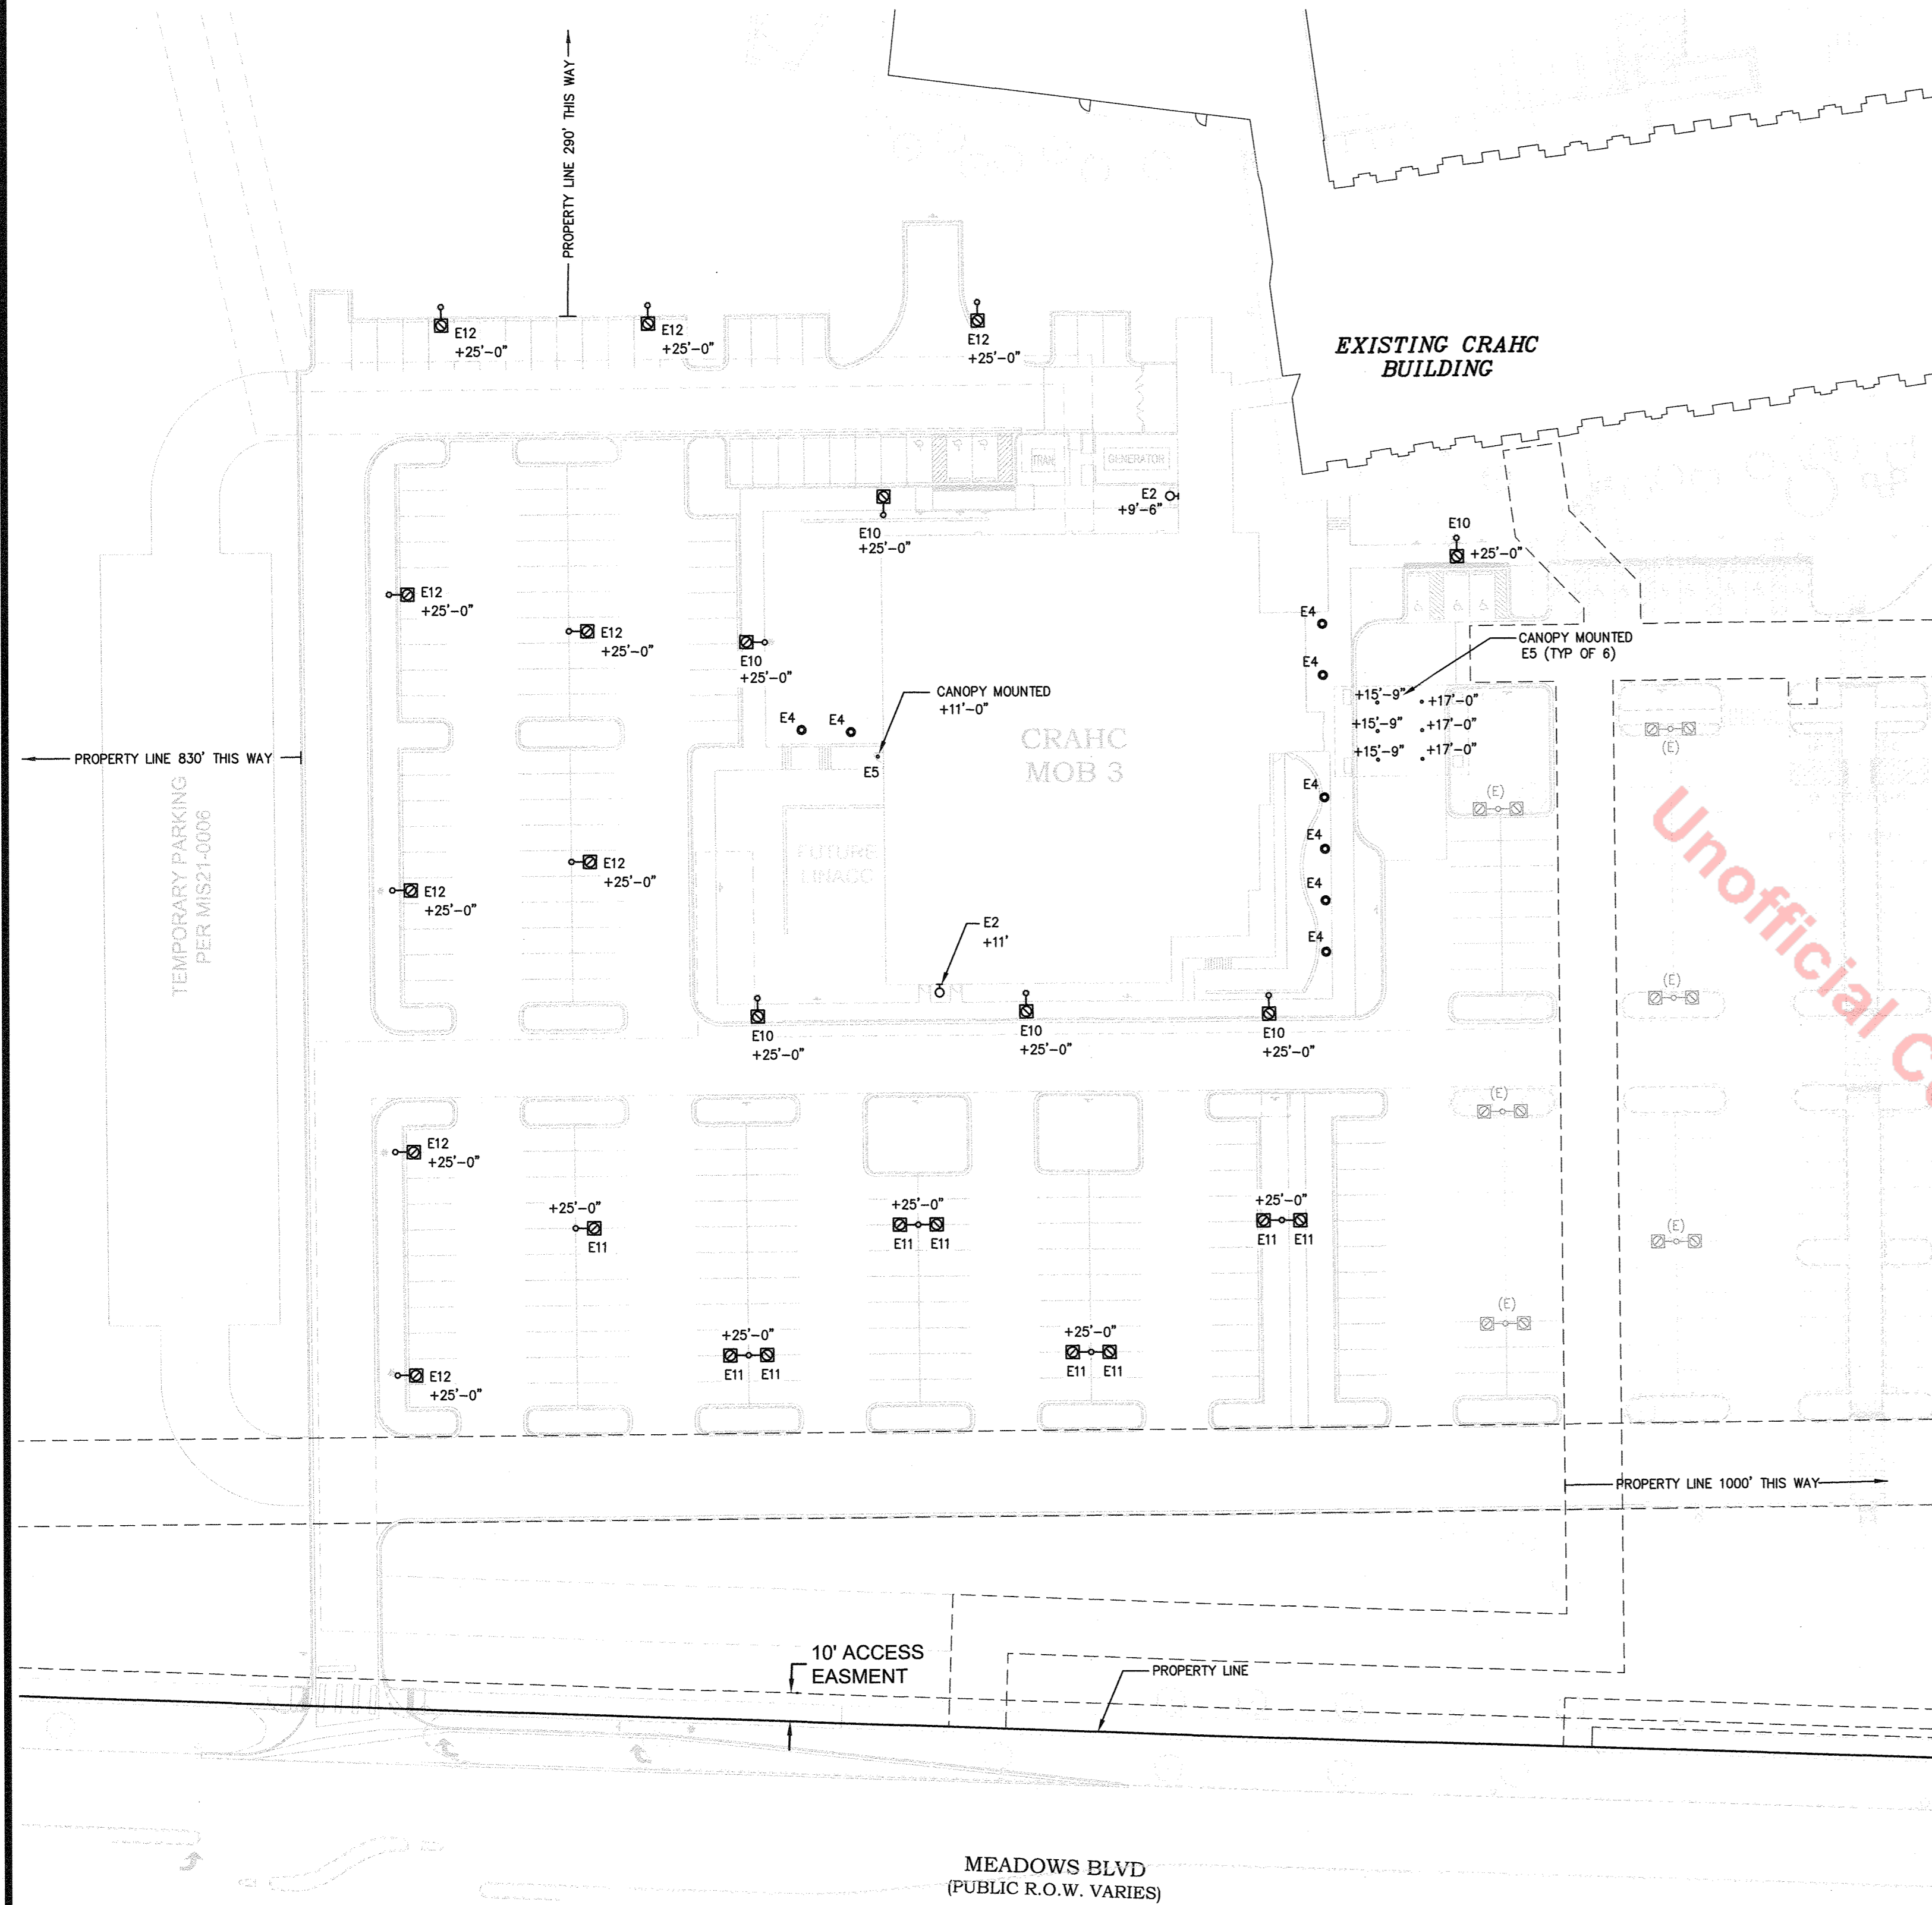 PROPERTY LINE 290' THIS WAY
E12
+25'-0"
E12
+25'-0"
E12
+25'-0"
EXISTING CRAHC
BUILDING
TRAN
GENERATOR
E2
+9'-6"
E10
+25'-0"
E10
+25'-0"
E12
+25'-0"
E12
+25'-0"
E10
+25'-0"
E4
E4
CANOPY MOUNTED
E5 (TYP OF 6)
+15'-9"
+17'-0"
+15'-9"
+17'-0"
+15'-9"
+17'-0"
CANOPY MOUNTED
+11'-0"
E4
E4
E5
CRAHC
MOB 3
(E)
(E)
PROPERTY LINE 830' THIS WAY
TEMPORARY PARKING
PER MIS21-0006
E4
E4
E4
E4
FUTURE
LINACC
E12
+25'-0"
E12
+25'-0"
E2
+11'
Unofficial
(E)
E10
+25'-0"
E10
+25'-0"
E10
+25'-0"
(E)
E12
+25'-0"
+25'-0"
E11
+25'-0"
E11 E11
+25'-0"
E11 E11
(E)
(E)
+25'-0"
E11 E11
+25'-0"
E11 E11
E12
+25'-0"
PROPERTY LINE 1000' THIS WAY
10' ACCESS
EASMENT
PROPERTY LINE
MEADOWS BLVD
(PUBLIC R.O.W. VARIES)